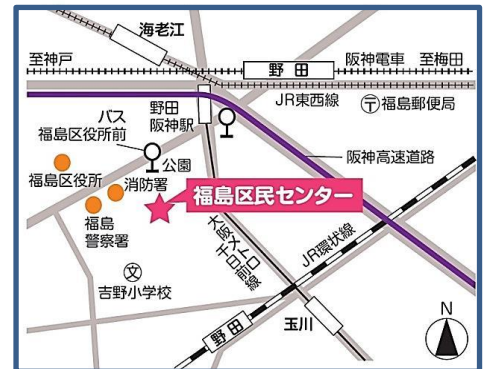 海老江
至神戸
野田
阪神電車
至梅田
JR東西線
〒福島郵便局
野田
阪神駅
バス
福島区役所前
公園
阪神高速道路
福島区役所
消防署
福島区民センター
福島
警察署
大阪メトロ
千日前線
JR環状線
文
吉野小学校
野田
玉川
N